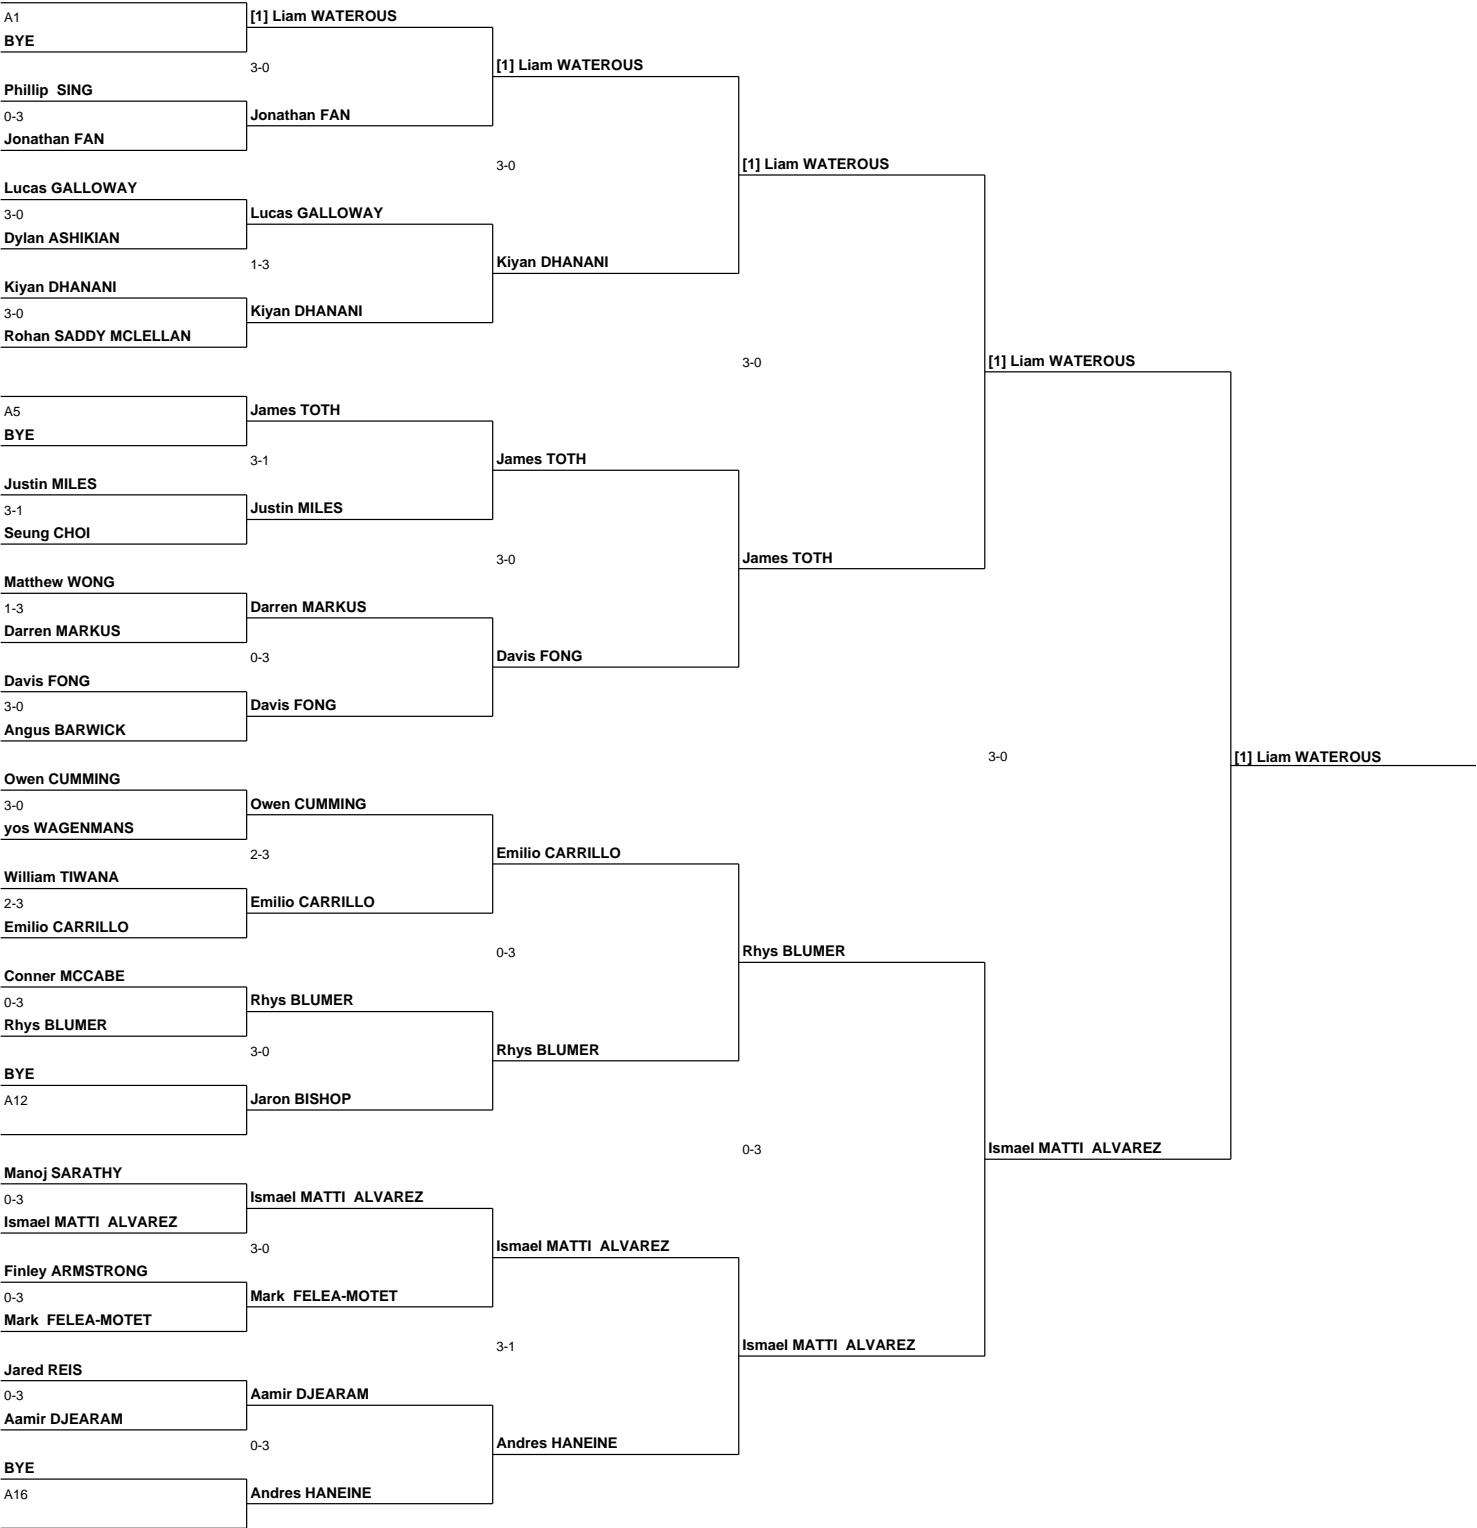 [1] Liam WATEROUS
A1
BYE
3-0
[1] Liam WATEROUS
Phillip  SING
0-3
Jonathan FAN
Jonathan FAN
3-0
[1] Liam WATEROUS
Lucas GALLOWAY
3-0
Lucas GALLOWAY
Dylan ASHIKIAN
1-3
Kiyan DHANANI
Kiyan DHANANI
3-0
Kiyan DHANANI
Rohan SADDY MCLELLAN
3-0
[1] Liam WATEROUS
A5
James TOTH
BYE
3-1
James TOTH
Justin MILES
3-1
Justin MILES
Seung CHOI
3-0
James TOTH
Matthew WONG
1-3
Darren MARKUS
Darren MARKUS
0-3
Davis FONG
Davis FONG
3-0
Davis FONG
Angus BARWICK
3-0
[1] Liam WATEROUS
Owen CUMMING
3-0
Owen CUMMING
yos WAGENMANS
2-3
Emilio CARRILLO
William TIWANA
2-3
Emilio CARRILLO
Emilio CARRILLO
0-3
Rhys BLUMER
Conner MCCABE
0-3
Rhys BLUMER
Rhys BLUMER
3-0
Rhys BLUMER
BYE
A12
Jaron BISHOP
0-3
Ismael MATTI  ALVAREZ
Manoj SARATHY
0-3
Ismael MATTI  ALVAREZ
Ismael MATTI  ALVAREZ
3-0
Ismael MATTI  ALVAREZ
Finley ARMSTRONG
0-3
Mark  FELEA-MOTET
Mark  FELEA-MOTET
3-1
Ismael MATTI  ALVAREZ
Jared REIS
0-3
Aamir DJEARAM
Aamir DJEARAM
0-3
Andres HANEINE
BYE
A16
Andres HANEINE